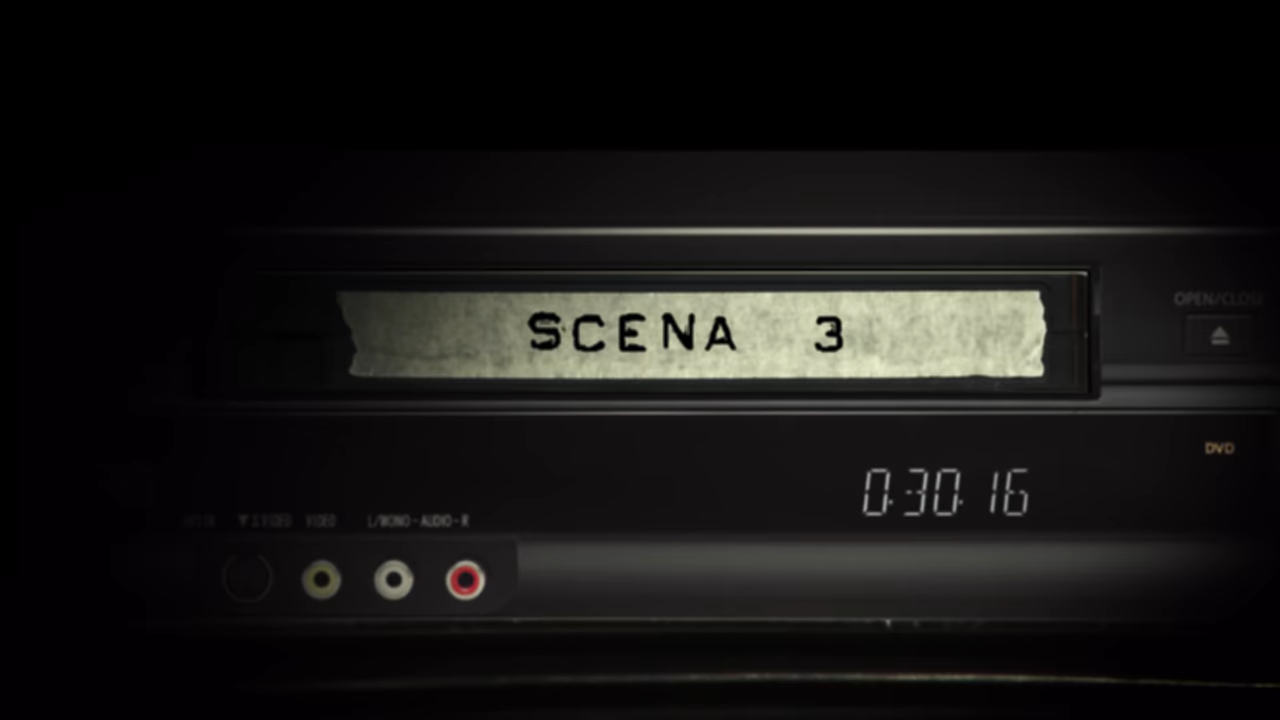 SCENA 3
OPEN/CLOSE
DVD
0:30:16
VIDEO
L/MONO-AUDIO-R